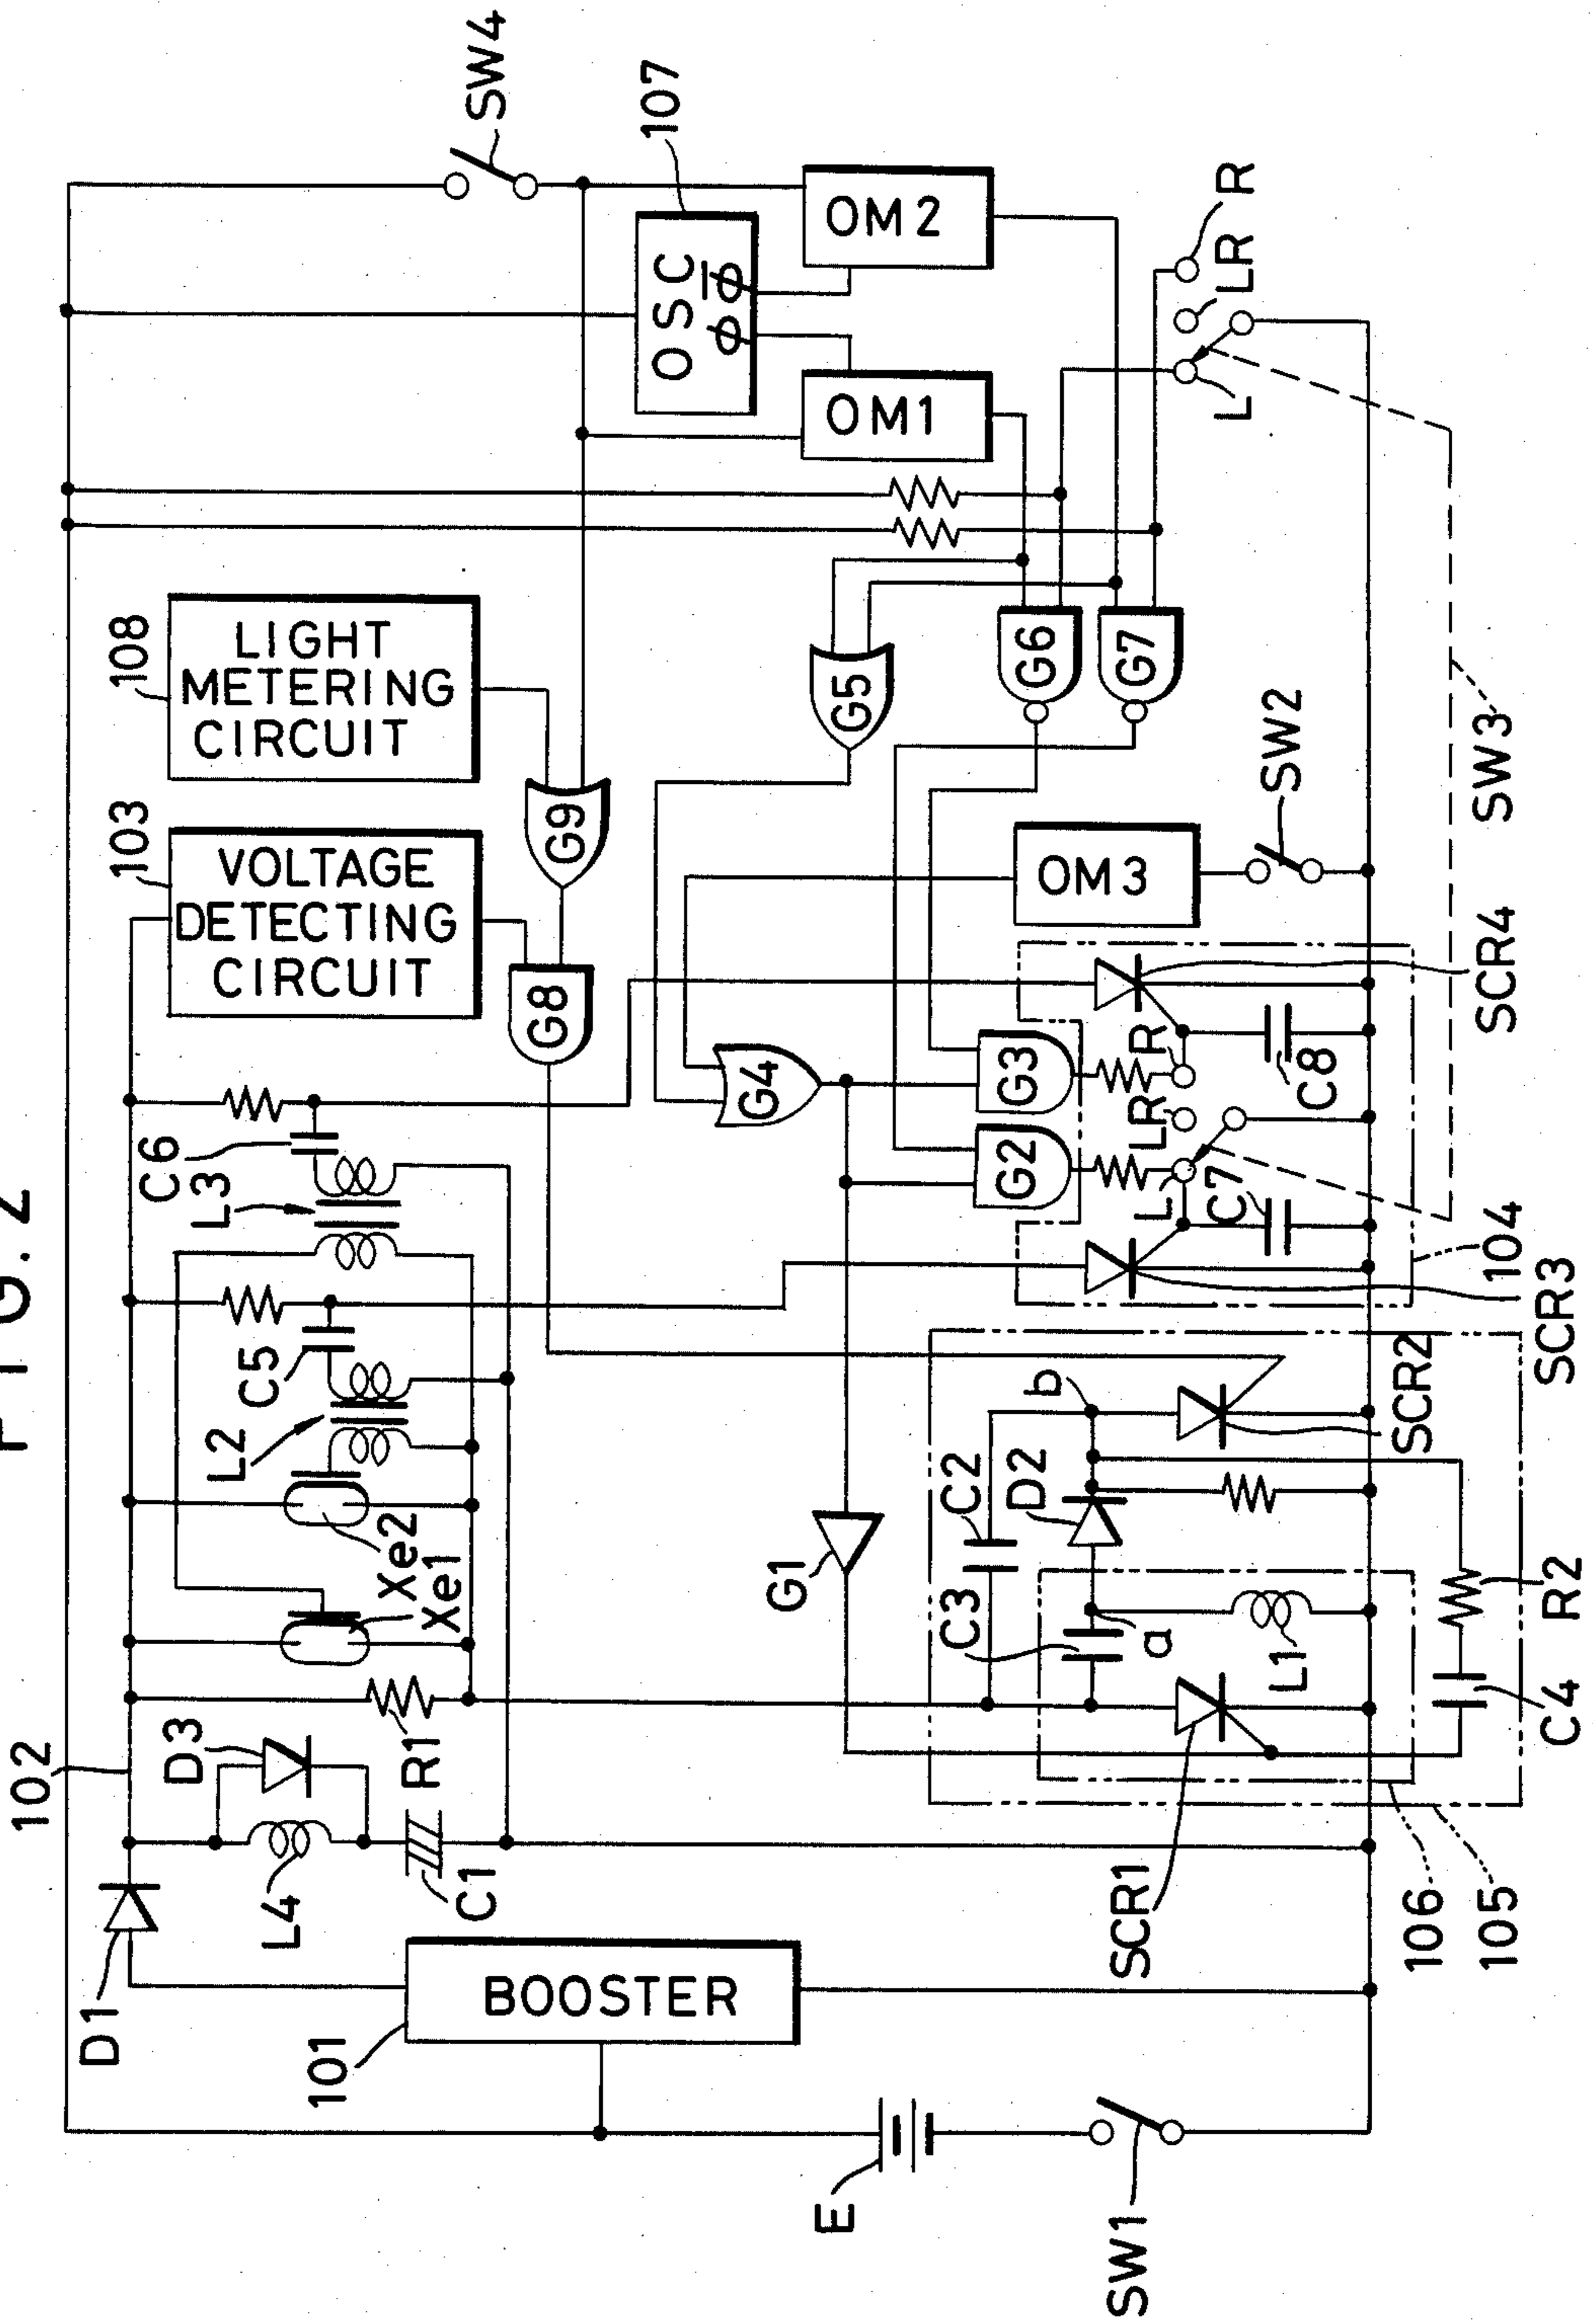 FIG. 2
102
D1
101
BOOSTER
E
SW1
L4
D3
C1
R1
Xe1
Xe2
L2
C5
L3
C6
103
VOLTAGE
DETECTING
CIRCUIT
108
LIGHT
METERING
CIRCUIT
G8
G9
SW4
107
OSC
φ
φ̅
OM1
OM2
R
LR
L
G5
G6
G7
G4
G3
G2
G1
OM3
SW2
SW3
SCR4
R
LR
L
C8
C7
104
SCR3
SCR2
b
C2
D2
C3
a
L1
R2
C4
SCR1
106
105